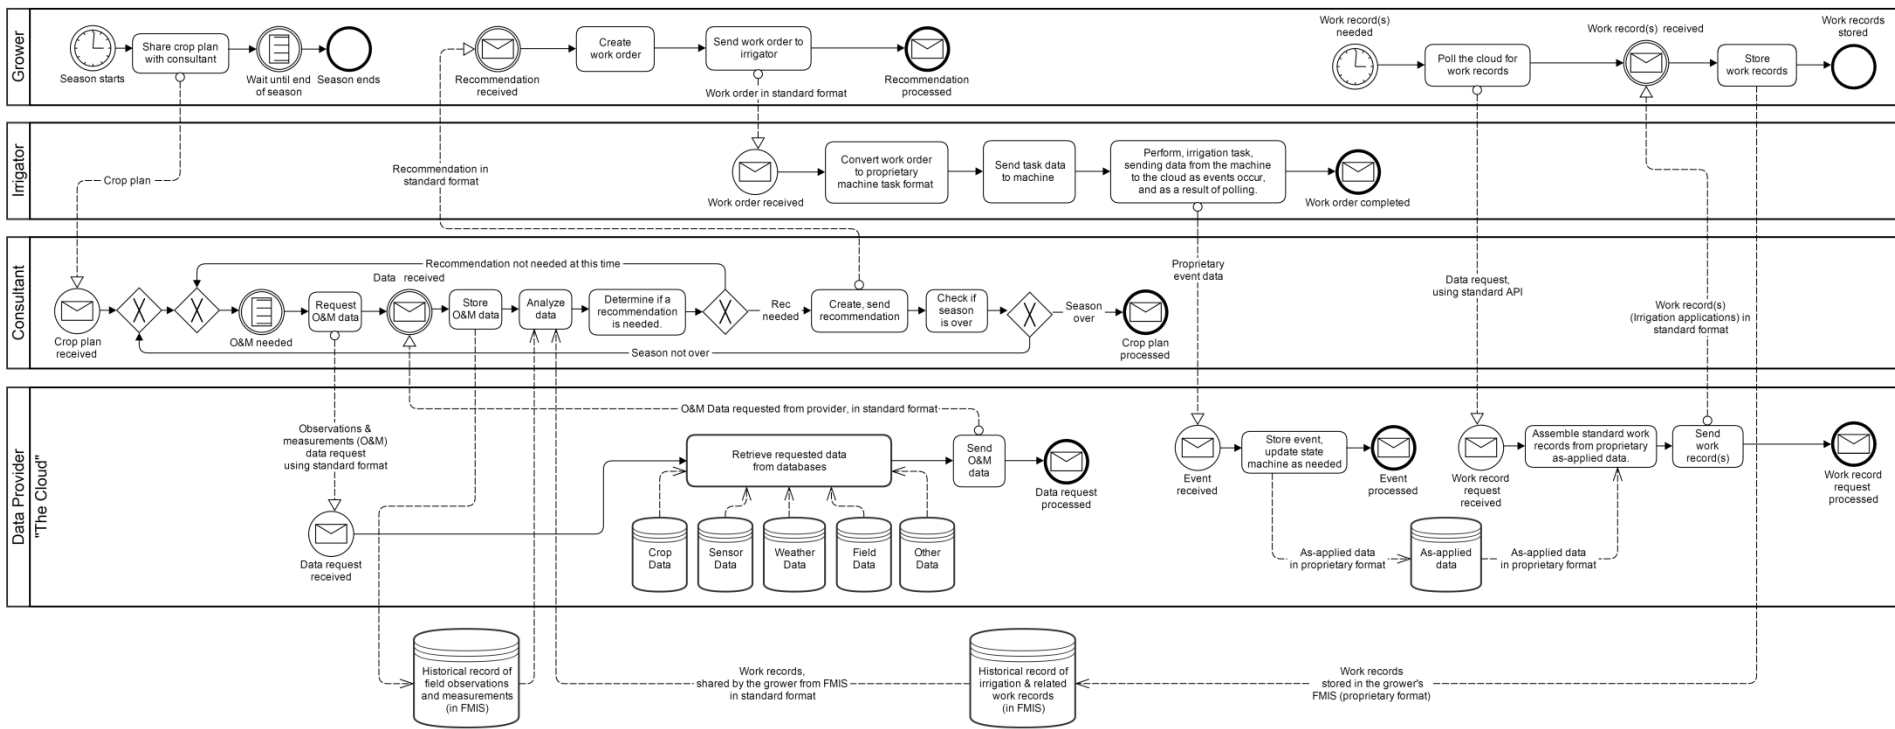 Grower
Season starts
Share crop plan
with consultant
Wait until end
of season
Season ends
Recommendation
received
Create
work order
Send work order to
irrigator
Recommendation
processed
Work order in standard format
Work record(s)
needed
Poll the cloud for
work records
Work record(s) received
Store
work records
Work records
stored
Irrigator
Crop plan
Recommendation in
standard format
Work order received
Convert work order
to proprietary
machine task format
Send task data
to machine
Perform, irrigation task,
sending data from the machine
to the cloud as events occur,
and as a result of polling.
Work order completed
Consultant
Crop plan
received
Recommendation not needed at this time
O&M needed
Request
O&M data
Data received
Store
O&M data
Analyze
data
Determine if a
recommendation
is needed.
Rec
needed
Create, send
recommendation
Check if
season
is over
Season
over
Crop plan
processed
Season not over
Proprietary
event data
Data request,
using standard API
Work record(s)
(Irrigation applications) in
standard format
Data Provider
"The Cloud"
Observations &
measurements (O&M)
data request
using standard format
Data request
received
O&M Data requested from provider, in standard format
Retrieve requested data
from databases
Send
O&M
data
Data request
processed
Crop
Data
Sensor
Data
Weather
Data
Field
Data
Other
Data
Event
received
Store event,
update state
machine as needed
Event
processed
As-applied data
in proprietary format
As-applied
data
As-applied data
in proprietary format
Work record
request
received
Assemble standard work
records from proprietary
as-applied data.
Send
work
record(s)
Work record
request
processed
Historical record of
field observations
and measurements
(in FMIS)
Work records,
shared by the grower from FMIS
in standard format
Historical record of
irrigation & related
work records
(in FMIS)
Work records
stored in the grower's
FMIS (proprietary format)